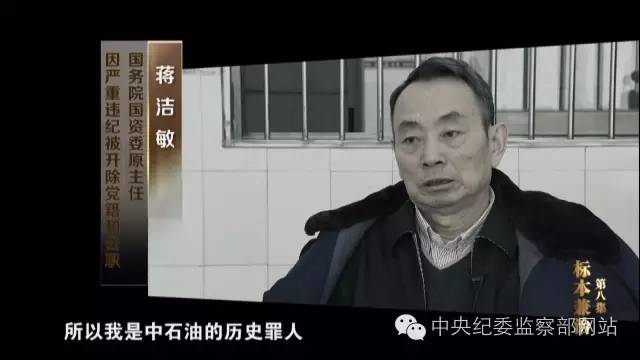 蒋洁敏
国务院国资委原主任
因严重违纪被开除党籍和公职
第八集
标本兼治
所以我是中石油的历史罪人
中央纪委监察部网站